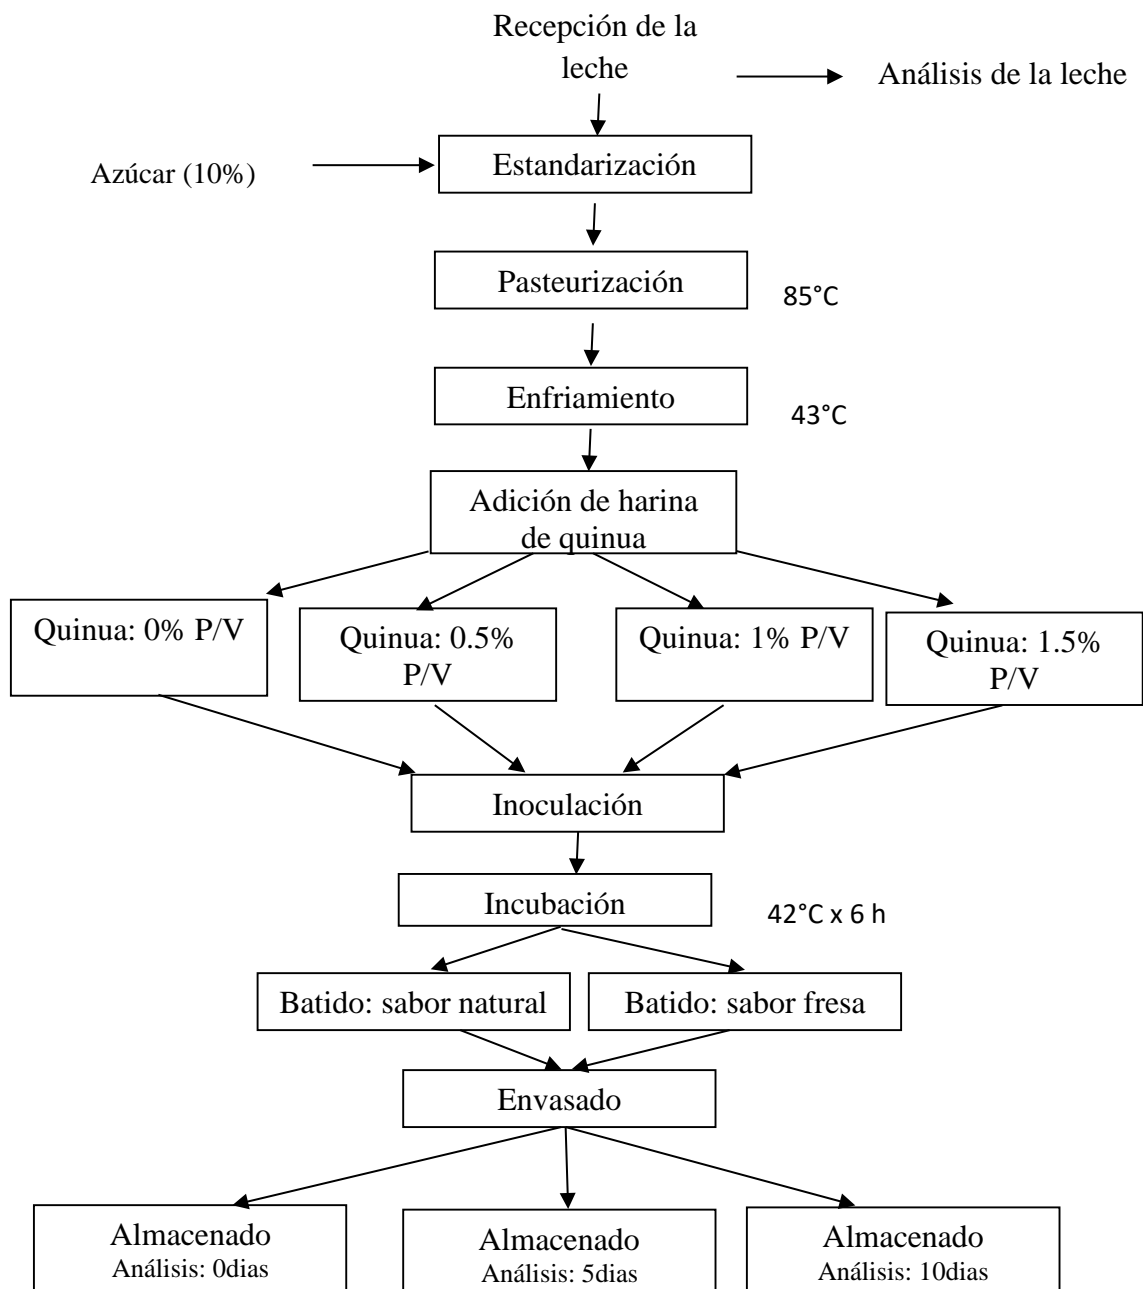 Recepción de la
leche
Análisis de la leche
Azúcar (10%)
Estandarización
Pasteurización
85°C
Enfriamiento
43°C
Adición de harina
de quinua
Quinua: 0% P/V
Quinua: 0.5%
P/V
Quinua: 1% P/V
Quinua: 1.5%
P/V
Inoculación
Incubación
42°C x 6 h
Batido: sabor natural
Batido: sabor fresa
Envasado
Almacenado
Análisis: 0dias
Almacenado
Análisis: 5dias
Almacenado
Análisis: 10dias